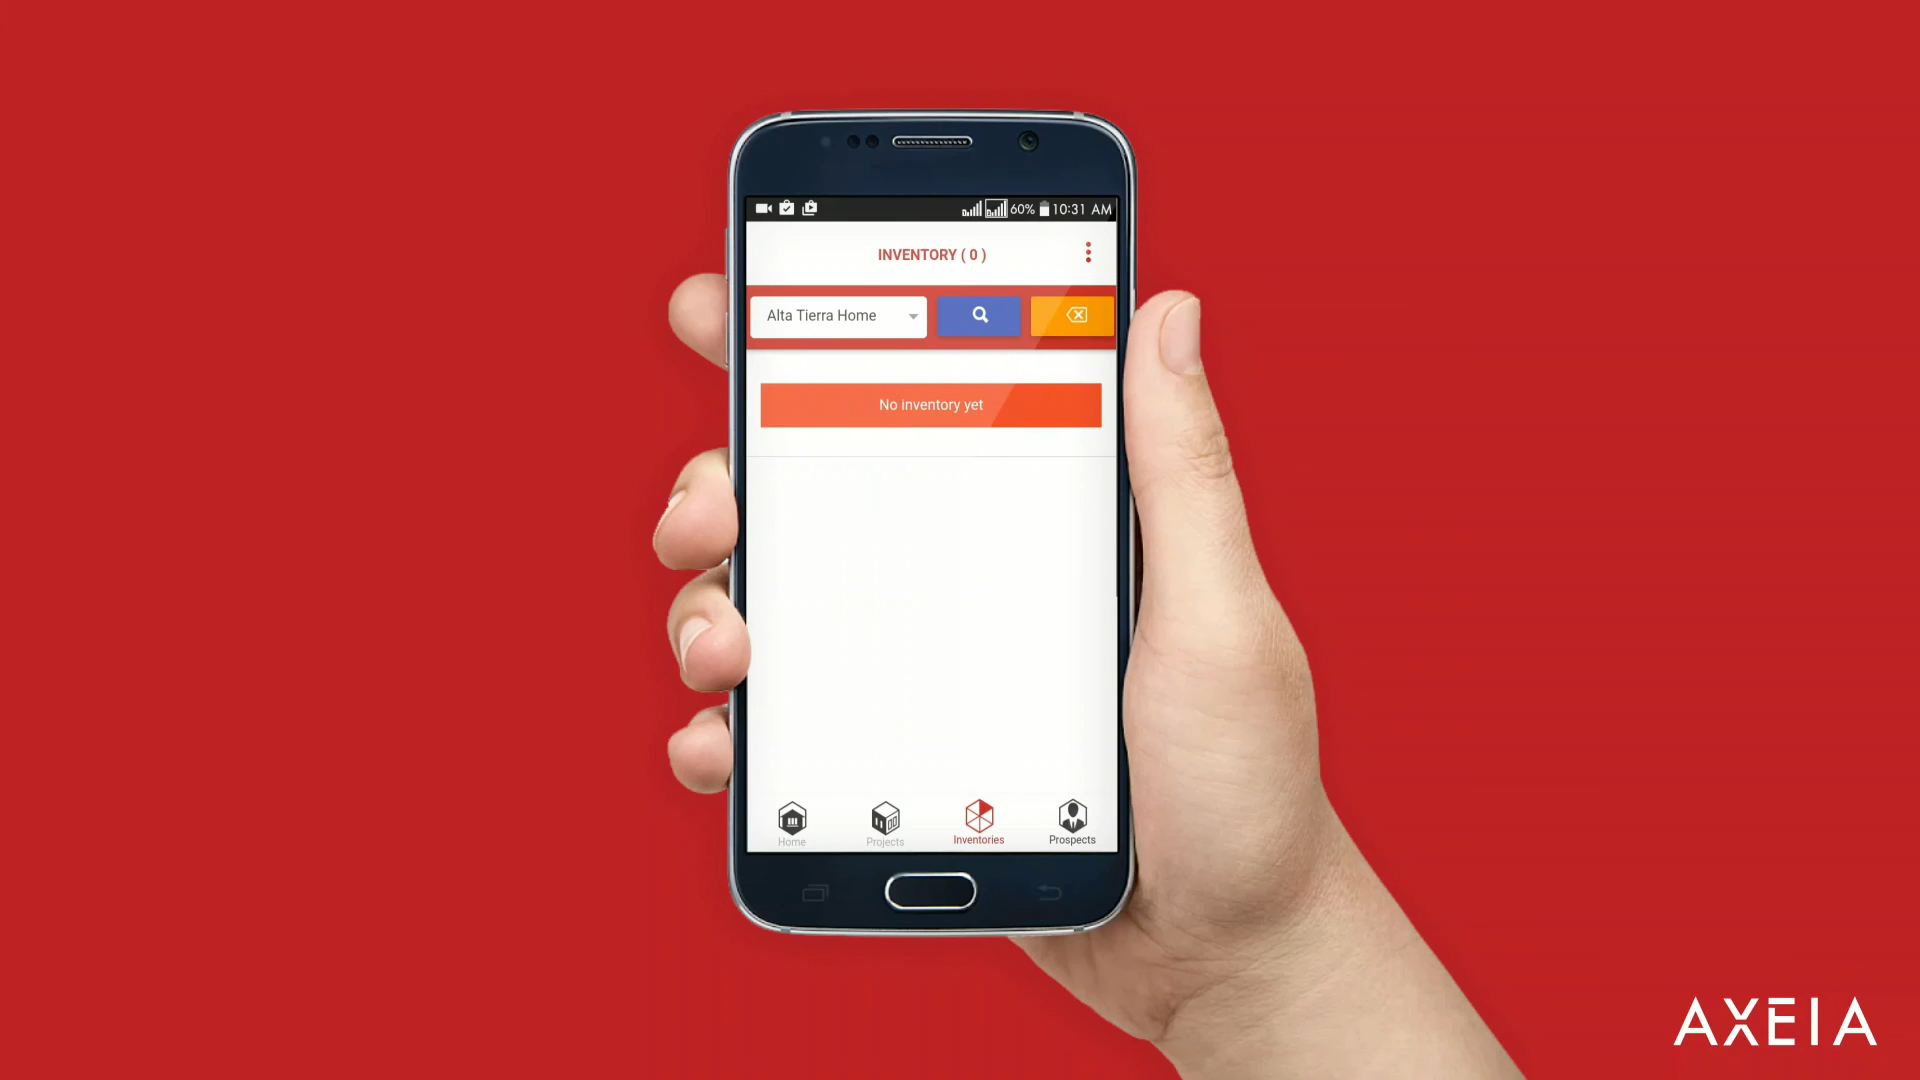 60% 10:31 AM
INVENTORY ( 0 )
Alta Tierra Home
No inventory yet
Home Projects Inventories Prospects
AXEIA